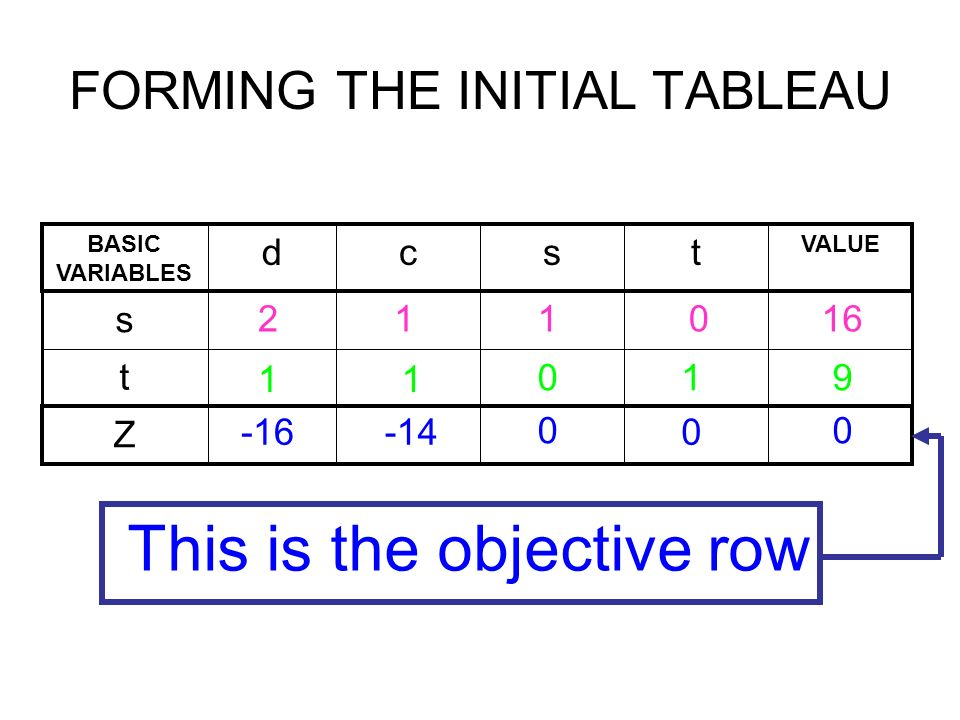 FORMING THE INITIAL TABLEAU
BASIC VARIABLES d c s t VALUE
s 2 1 1 0 16
t 1 1 0 1 9
Z -16 -14 0 0 0
This is the objective row